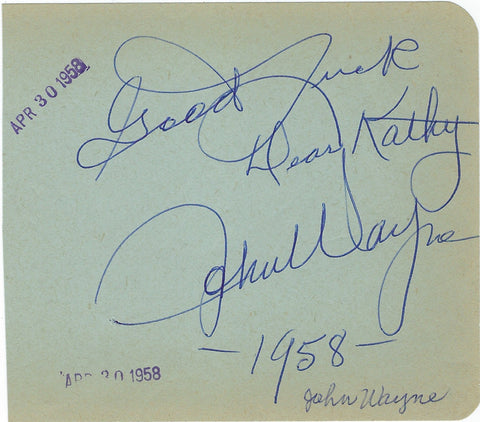 APR 30 1958
Good Luck
Dear Kathy
John Wayne
- 1958 -
APR 30 1958
John Wayne